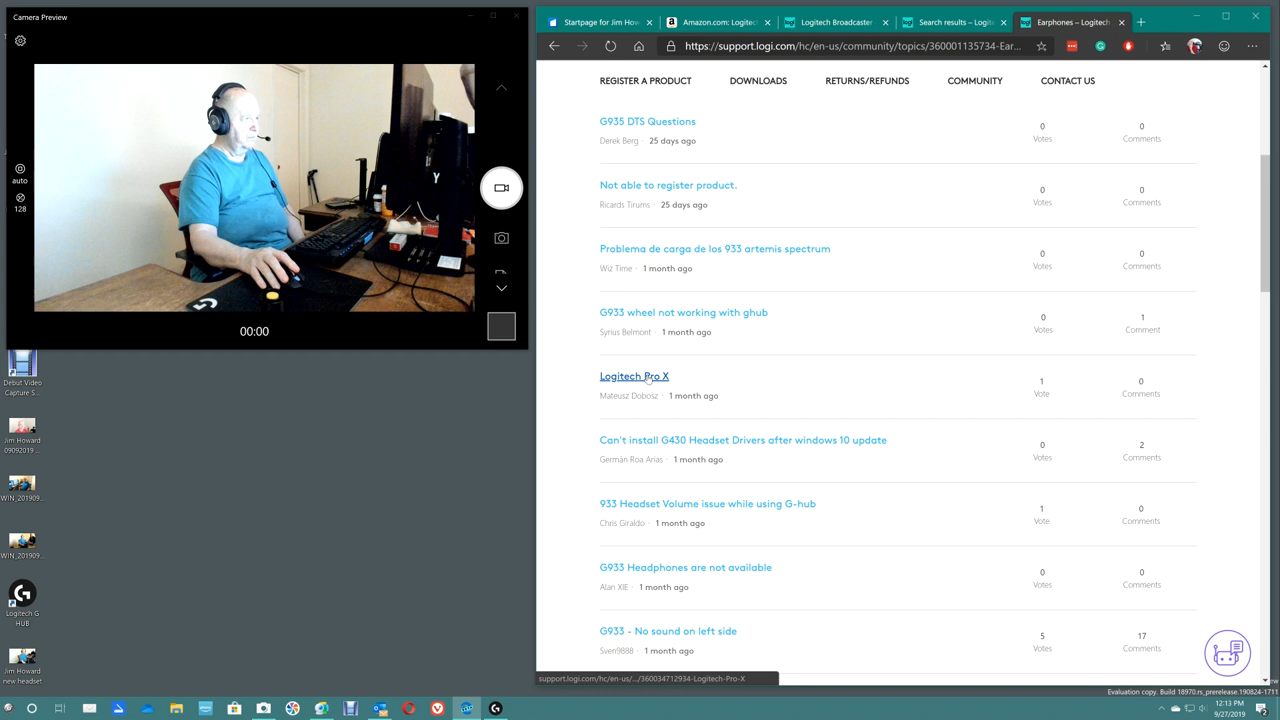 Camera Preview
auto
128
00:00
Debut Video
Capture S...
Jim Howard
09092019 ...
WIN_201909...
WIN_201909...
Logitech G
HUB
Jim Howard
new headset
Startpage for Jim How
Amazon.com: Logitec
Logitech Broadcaster
Search results – Logit
Earphones – Logitech
https://support.logi.com/hc/en-us/community/topics/360001135734-Ear...
REGISTER A PRODUCT DOWNLOADS RETURNS/REFUNDS COMMUNITY CONTACT US
G935 DTS Questions
Derek Berg · 25 days ago
0 Votes
0 Comments
Not able to register product.
Ricards Tirums · 25 days ago
0 Votes
0 Comments
Problema de carga de los 933 artemis spectrum
Wiz Time · 1 month ago
0 Votes
0 Comments
G933 wheel not working with ghub
Syrius Belmont · 1 month ago
0 Votes
1 Comment
Logitech Pro X
Mateusz Dobosz · 1 month ago
1 Vote
0 Comments
Can't install G430 Headset Drivers after windows 10 update
Germán Roa Arias · 1 month ago
0 Votes
2 Comments
933 Headset Volume issue while using G-hub
Chris Giraldo · 1 month ago
1 Vote
0 Comments
G933 Headphones are not available
Alan XIE · 1 month ago
0 Votes
0 Comments
G933 - No sound on left side
Sven9888 · 1 month ago
5 Votes
17 Comments
support.logi.com/hc/en-us/.../360034712934-Logitech-Pro-X
Evaluation copy. Build 18970.rs_prerelease.190824-1711
12:13 PM
9/27/2019
2